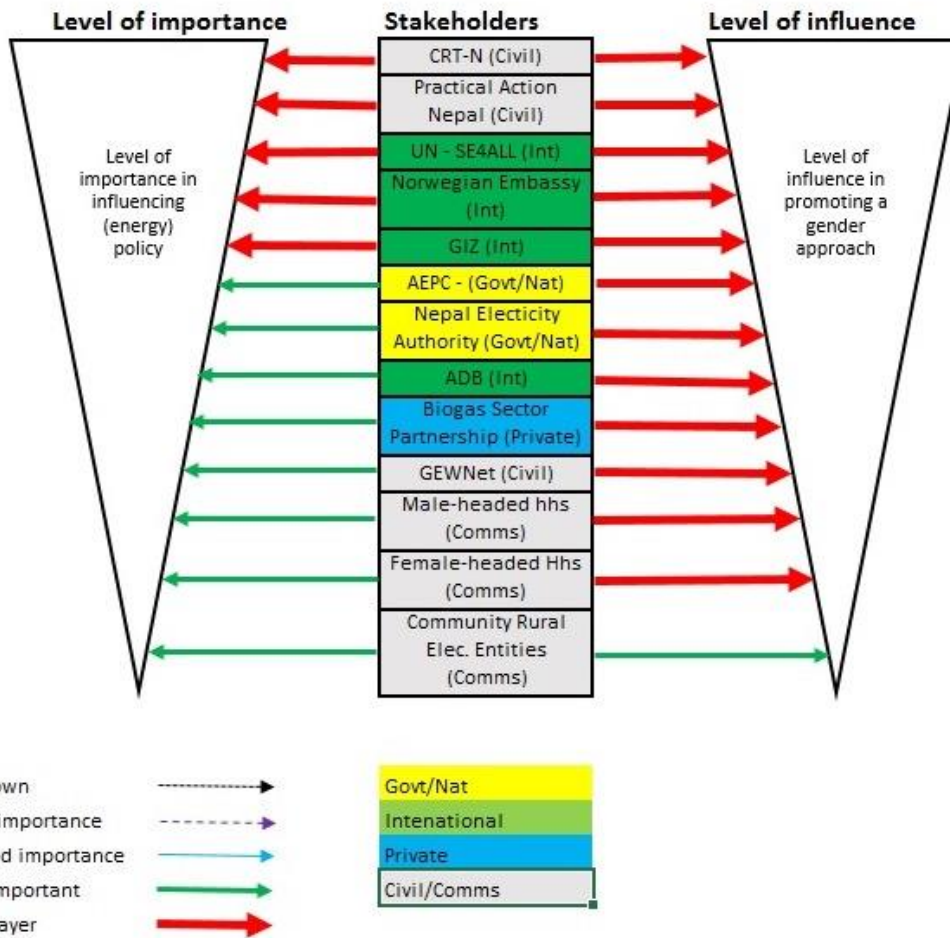 Level of importance
Stakeholders
Level of influence
CRT-N (Civil)
Practical Action
Nepal (Civil)
UN - SE4ALL (Int)
Norwegian Embassy
(Int)
GIZ (Int)
AEPC - (Govt/Nat)
Nepal Electicity
Authority (Govt/Nat)
ADB (Int)
Biogas Sector
Partnership (Private)
GEWNet (Civil)
Male-headed hhs
(Comms)
Female-headed Hhs
(Comms)
Community Rural
Elec. Entities
(Comms)
Level of
importance in
influencing
(energy)
policy
Level of
influence in
promoting a
gender
approach
own
importance
d importance
mportant
ayer
Govt/Nat
Intenational
Private
Civil/Comms